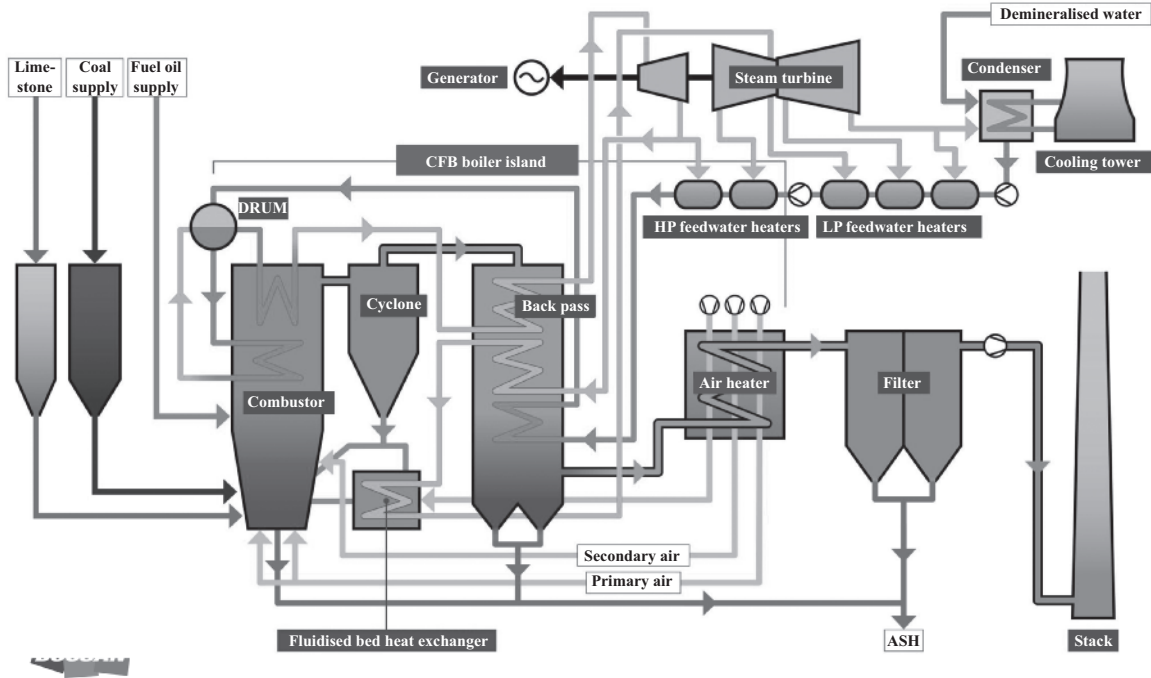 Demineralised water
Lime-
stone
Coal
supply
Fuel oil
supply
Generator
Steam turbine
Condenser
Cooling tower
CFB boiler island
DRUM
HP feedwater heaters
LP feedwater heaters
Cyclone
Back pass
Air heater
Filter
Combustor
Secondary air
Primary air
Fluidised bed heat exchanger
ASH
Stack